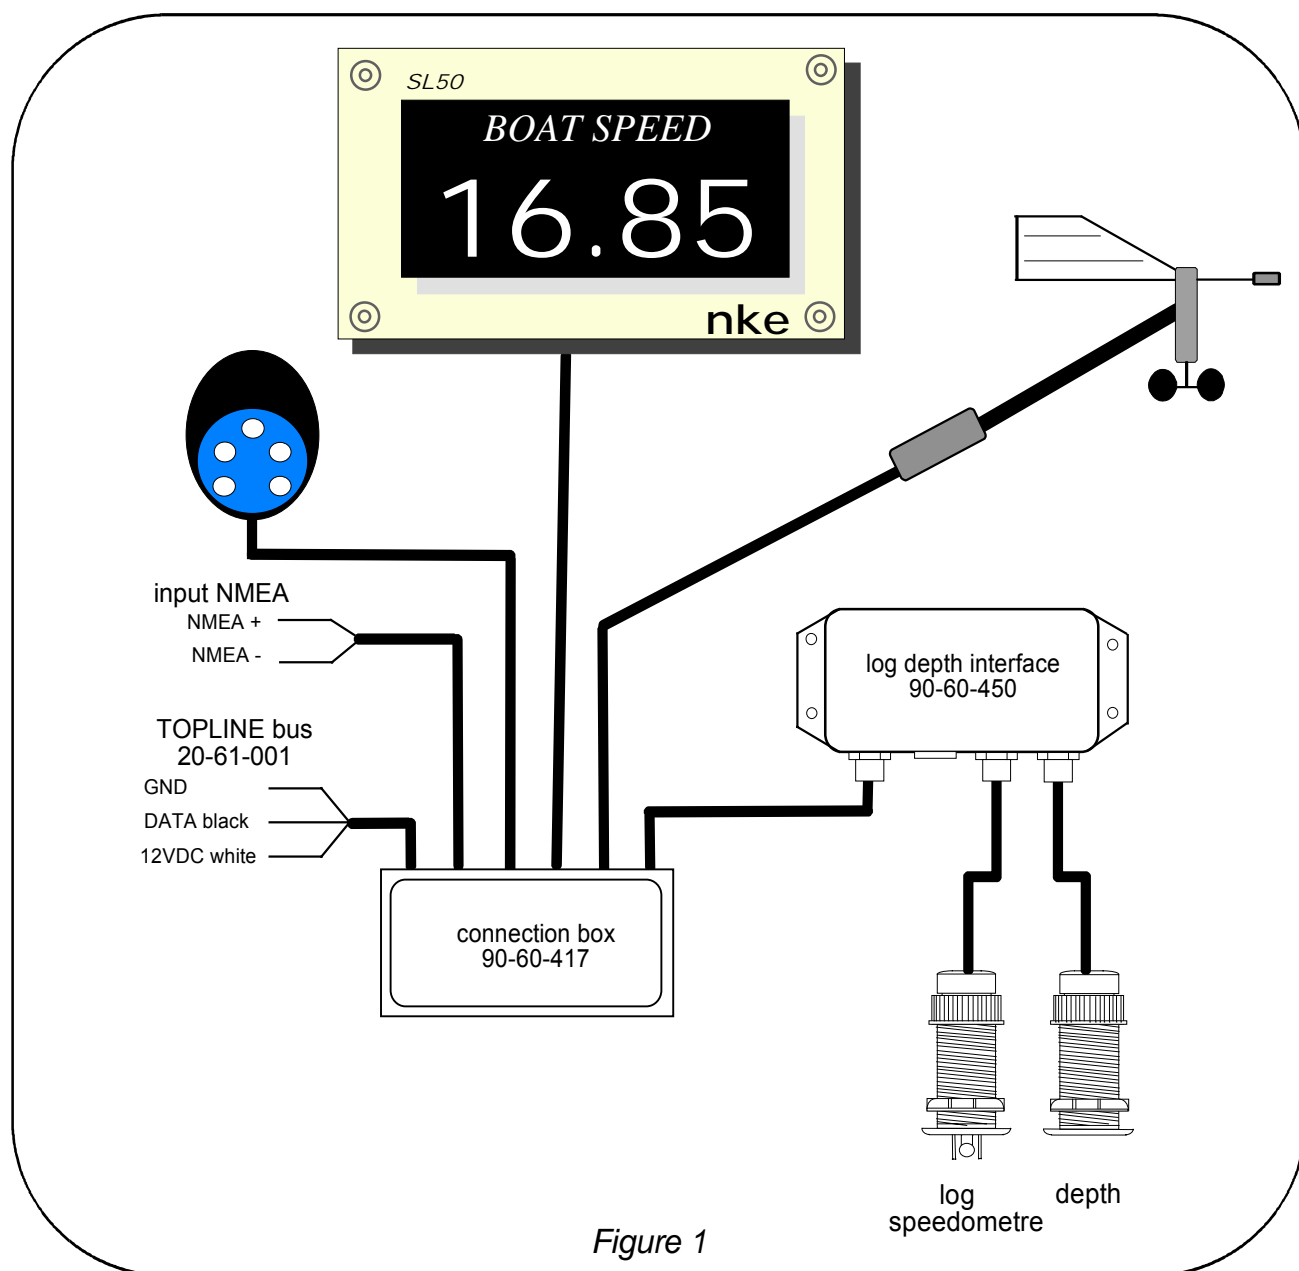 SL50
BOAT SPEED
16.85
nke
input NMEA
NMEA +
NMEA -
TOPLINE bus
20-61-001
GND
DATA black
12VDC white
log depth interface
90-60-450
connection box
90-60-417
log
speedometre
depth
Figure 1